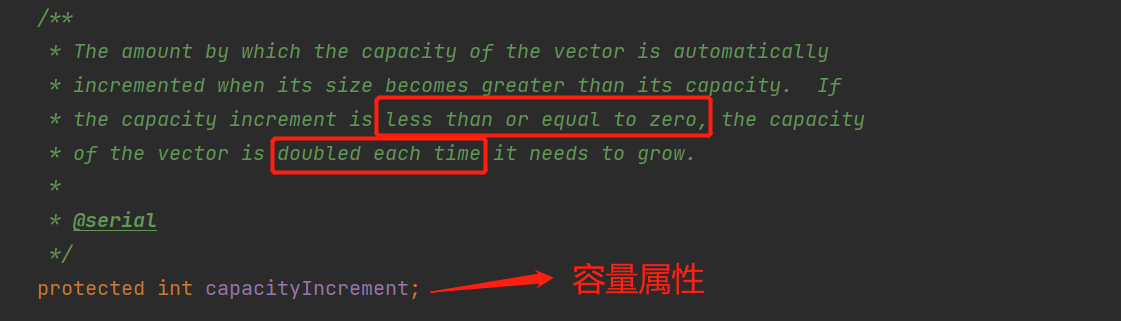 /**
* The amount by which the capacity of the vector is automatically
* incremented when its size becomes greater than its capacity.  If
* the capacity increment is less than or equal to zero, the capacity
* of the vector is doubled each time it needs to grow.
*
* @serial
*/
protected int capacityIncrement; 容量属性